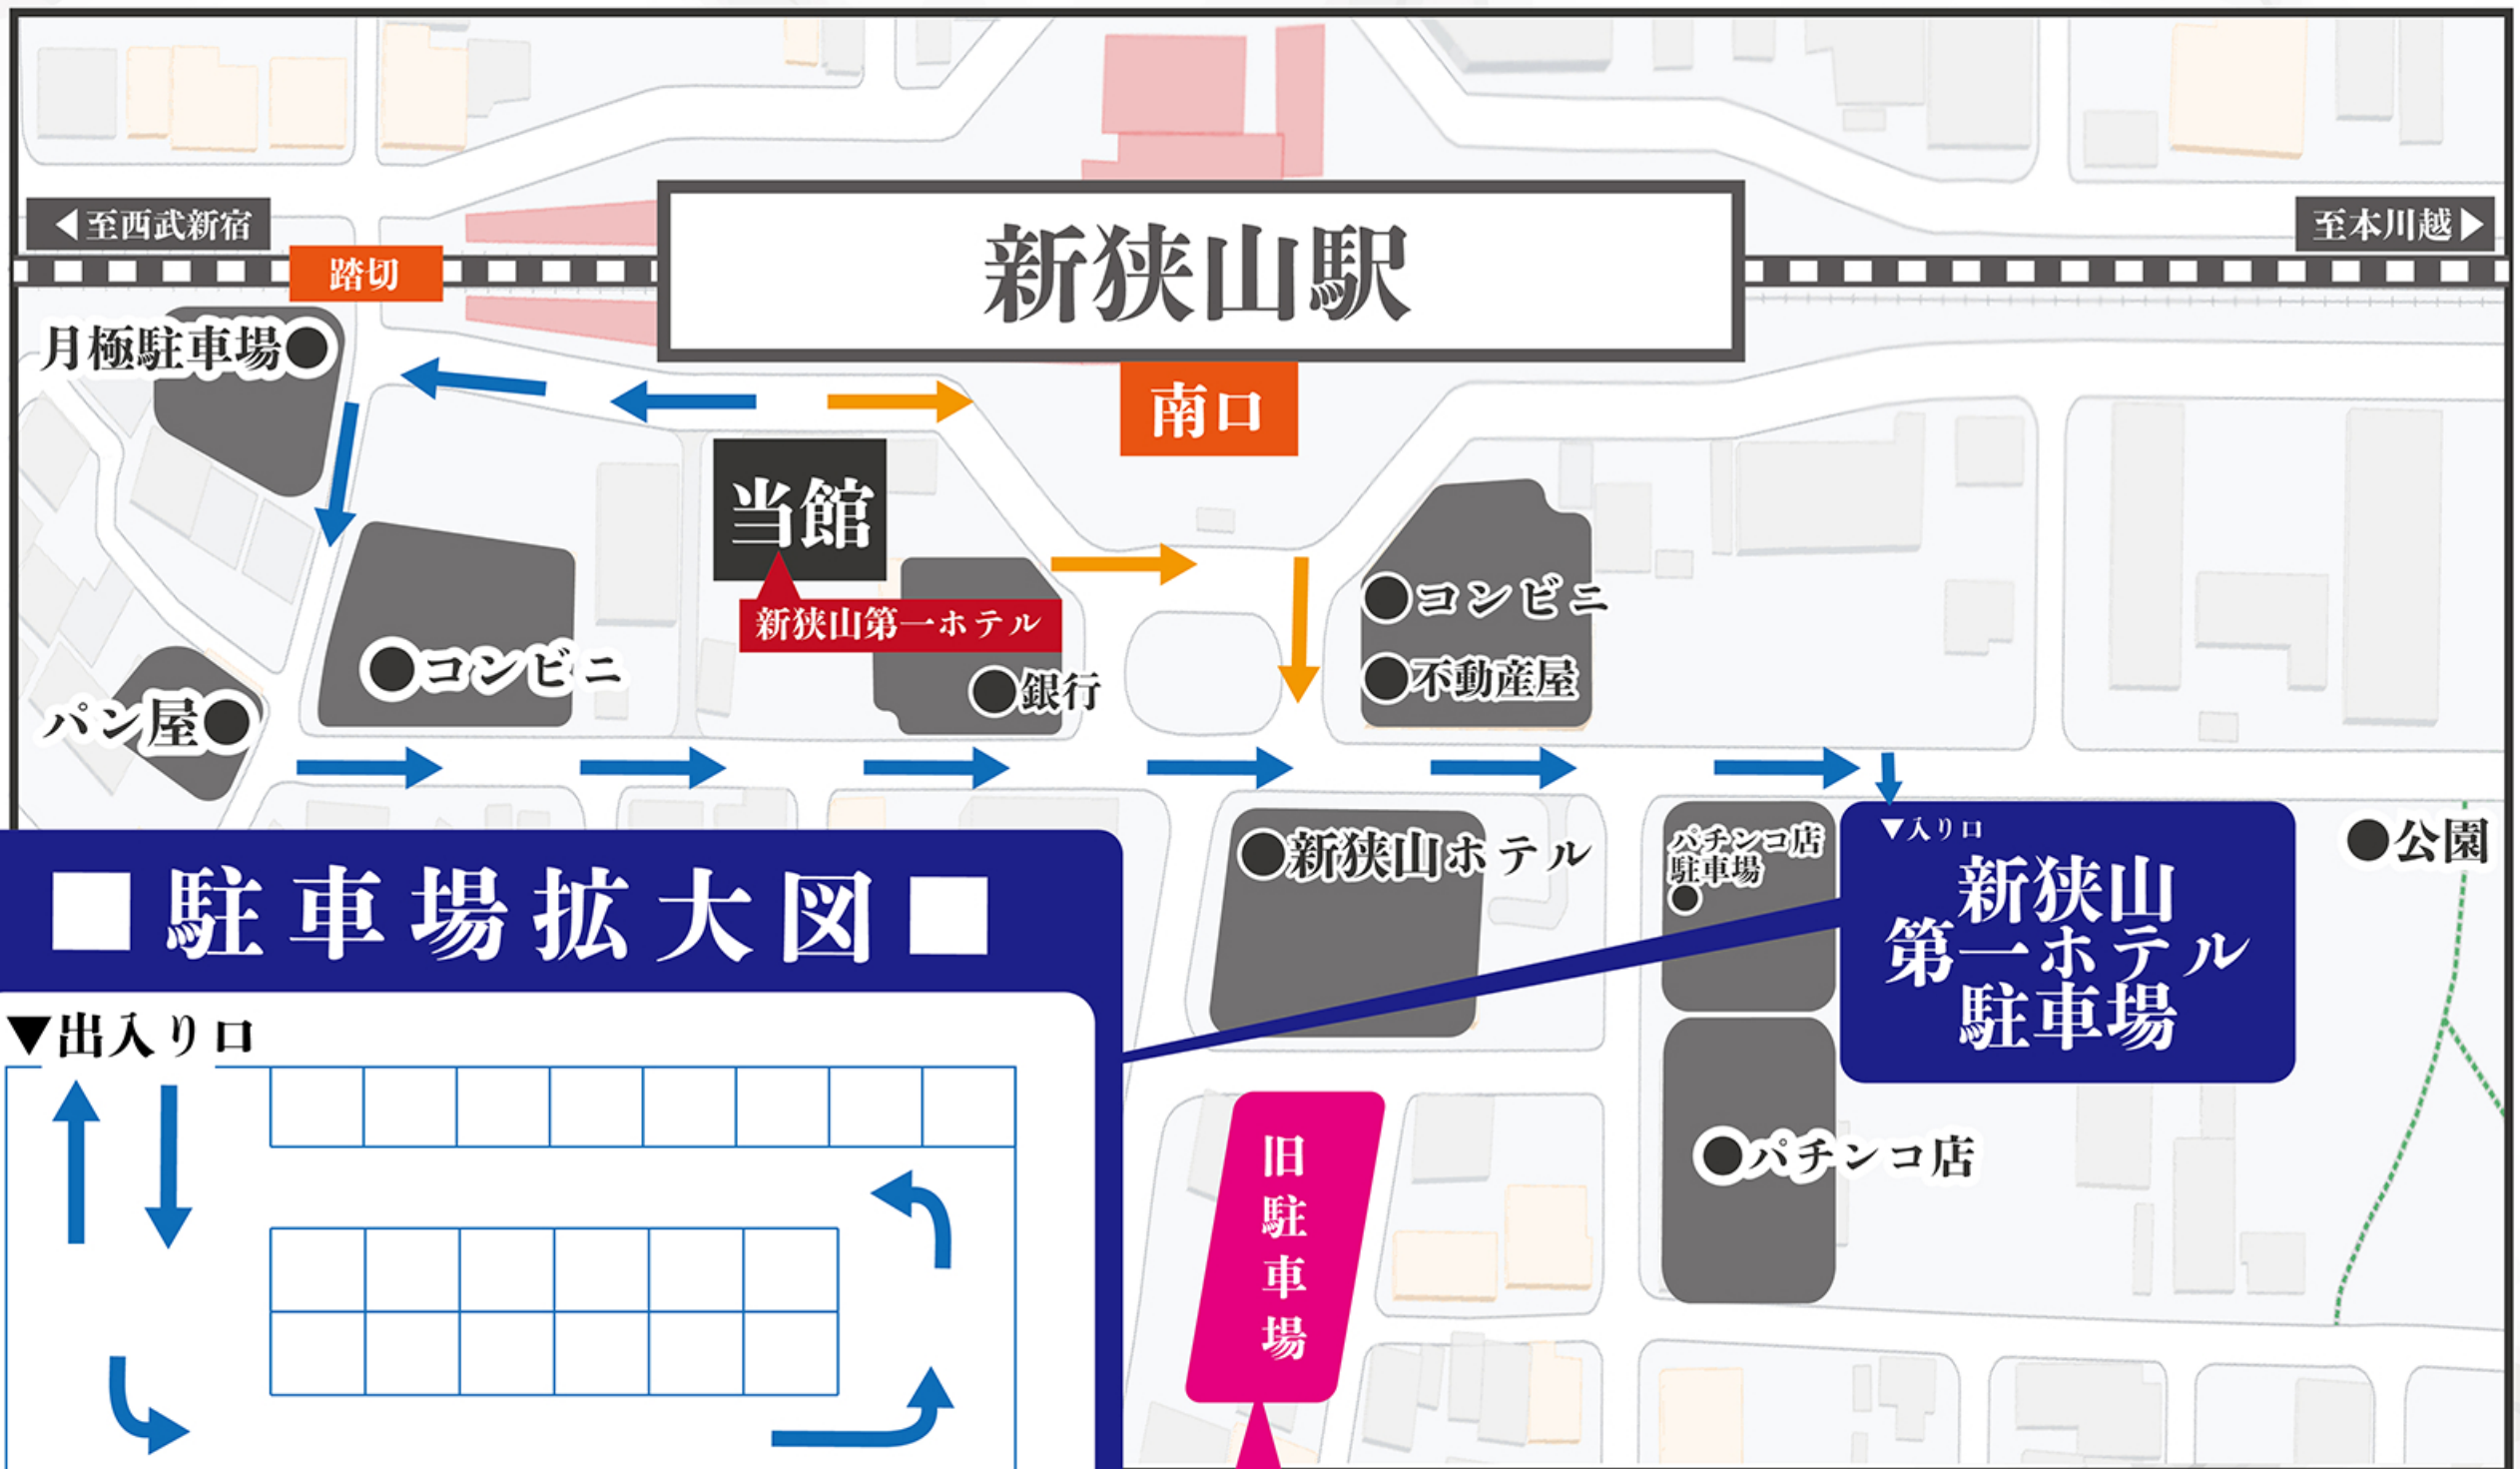 新狭山駅
◀至西武新宿
至本川越▶
踏切
月極駐車場●
南口
当館
新狭山第一ホテル
●コンビニ
●不動産屋
●コンビニ
●銀行
パン屋●
●新狭山ホテル
パチンコ店
駐車場
●
▼入り口
新狭山
第一ホテル
駐車場
●公園
■駐車場拡大図■
▼出入り口
旧駐車場
●パチンコ店